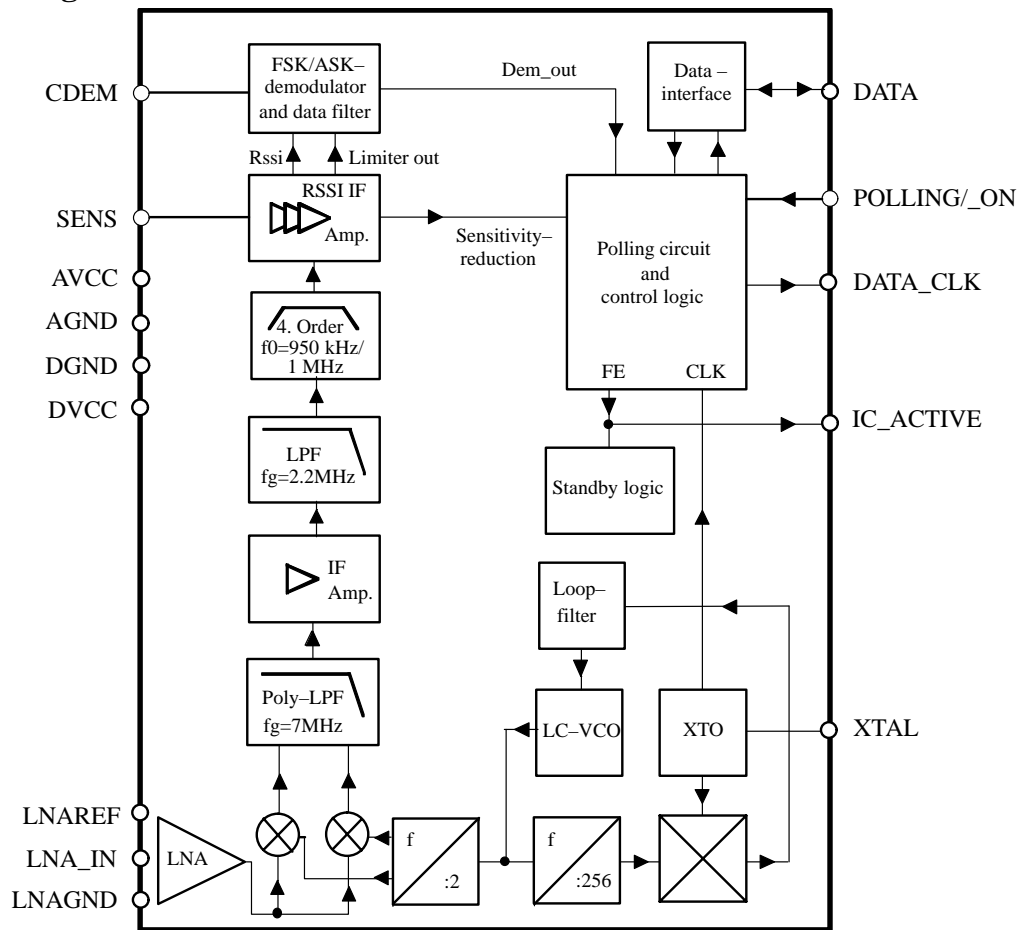 FSK/ASK–
demodulator
and data filter
Dem_out
Data –
interface
CDEM
DATA
Rssi
Limiter out
RSSI IF
Amp.
POLLING/_ON
SENS
Sensitivity–
reduction
Polling circuit
and
control logic
AVCC
DATA_CLK
AGND
4. Order
f0=950 kHz/
1 MHz
DGND
FE
CLK
DVCC
IC_ACTIVE
LPF
fg=2.2MHz
Standby logic
IF
Amp.
Loop–
filter
Poly–LPF
fg=7MHz
LC–VCO
XTO
XTAL
LNAREF
LNA_IN
LNA
LNAGND
f
:2
f
:256